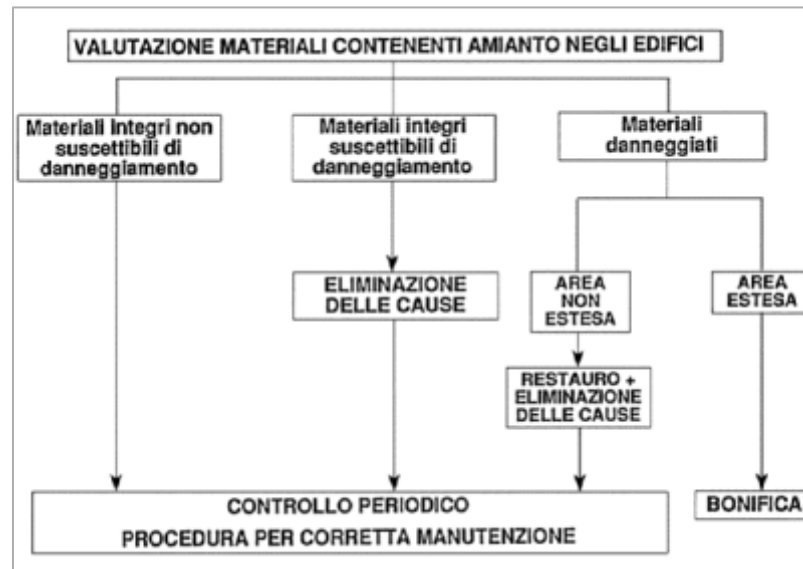 VALUTAZIONE MATERIALI CONTENENTI AMIANTO NEGLI EDIFICI
Materiali integri non
suscettibili di
danneggiamento
Materiali integri
suscettibili di
danneggiamento
Materiali
danneggiati
ELIMINAZIONE
DELLE CAUSE
AREA
NON
ESTESA
AREA
ESTESA
RESTAURO +
ELIMINAZIONE
DELLE CAUSE
CONTROLLO PERIODICO
PROCEDURA PER CORRETTA MANUTENZIONE
BONIFICA